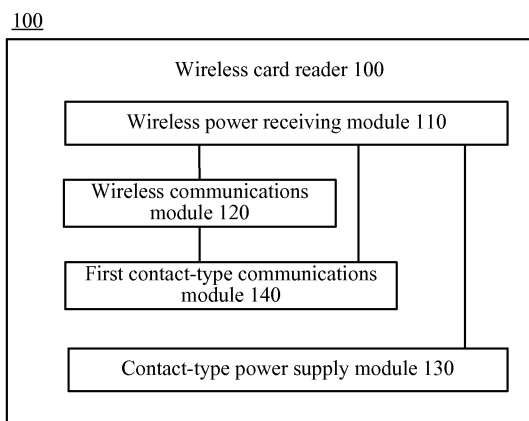 100
Wireless card reader 100
Wireless power receiving module 110
Wireless communications
module 120
First contact-type communications
module 140
Contact-type power supply module 130